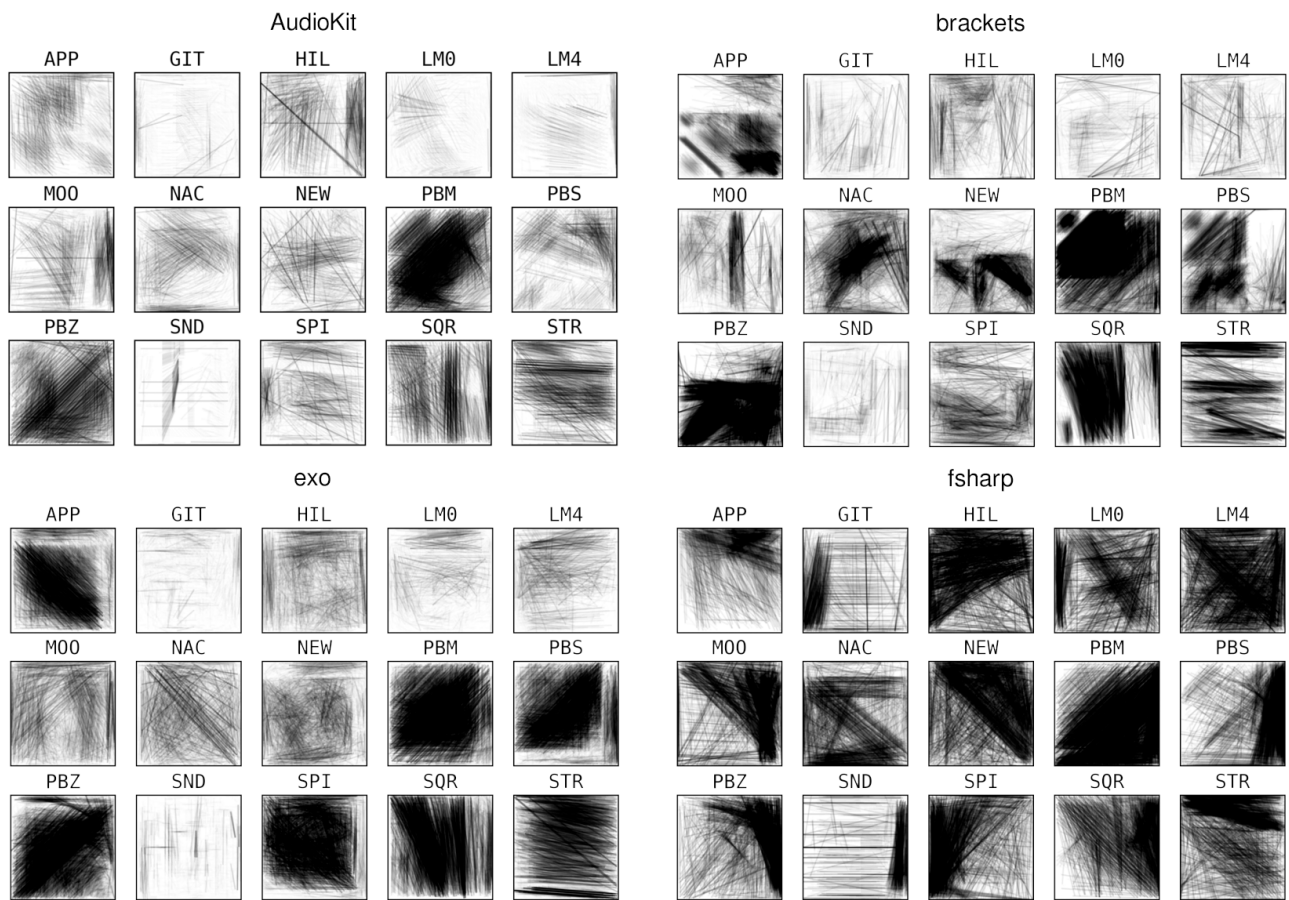 AudioKit
APP GIT HIL LM0 LM4
MOO NAC NEW PBM PBS
PBZ SND SPI SQR STR
brackets
APP GIT HIL LM0 LM4
MOO NAC NEW PBM PBS
PBZ SND SPI SQR STR
exo
APP GIT HIL LM0 LM4
MOO NAC NEW PBM PBS
PBZ SND SPI SQR STR
fsharp
APP GIT HIL LM0 LM4
MOO NAC NEW PBM PBS
PBZ SND SPI SQR STR